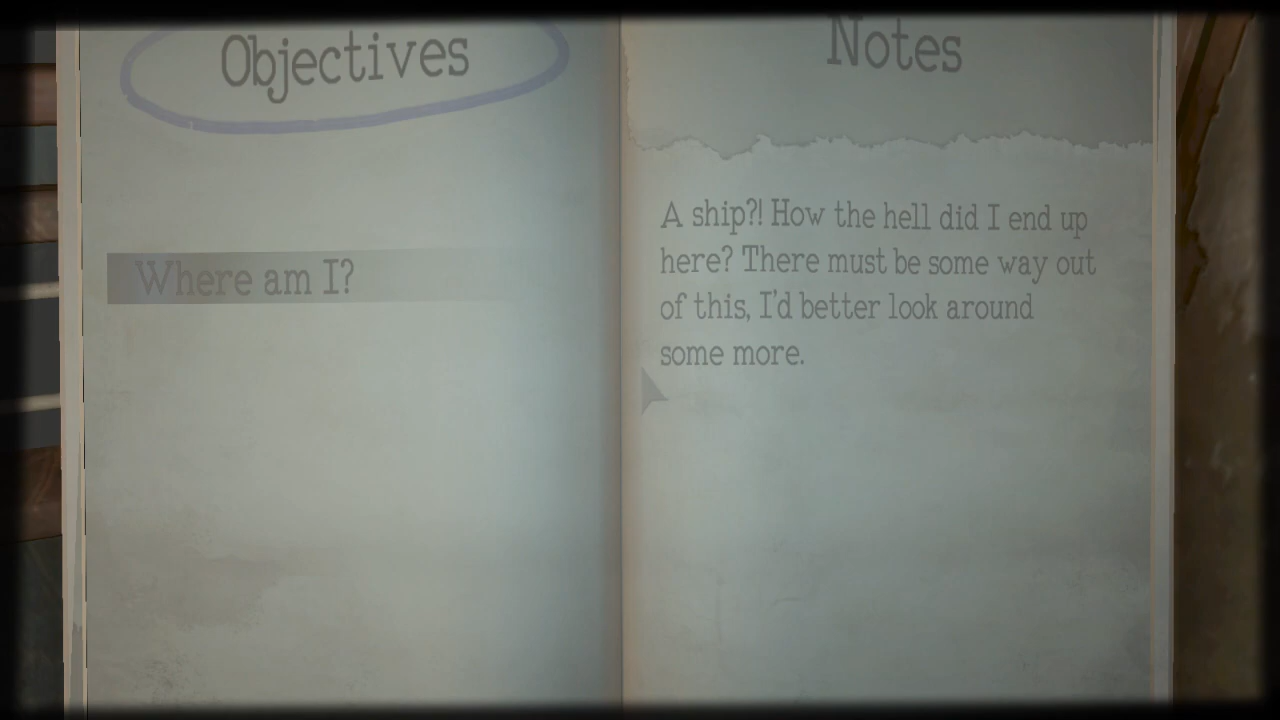 Objectives
Where am I?
Notes
A ship?! How the hell did I end up
here? There must be some way out
of this, I'd better look around
some more.